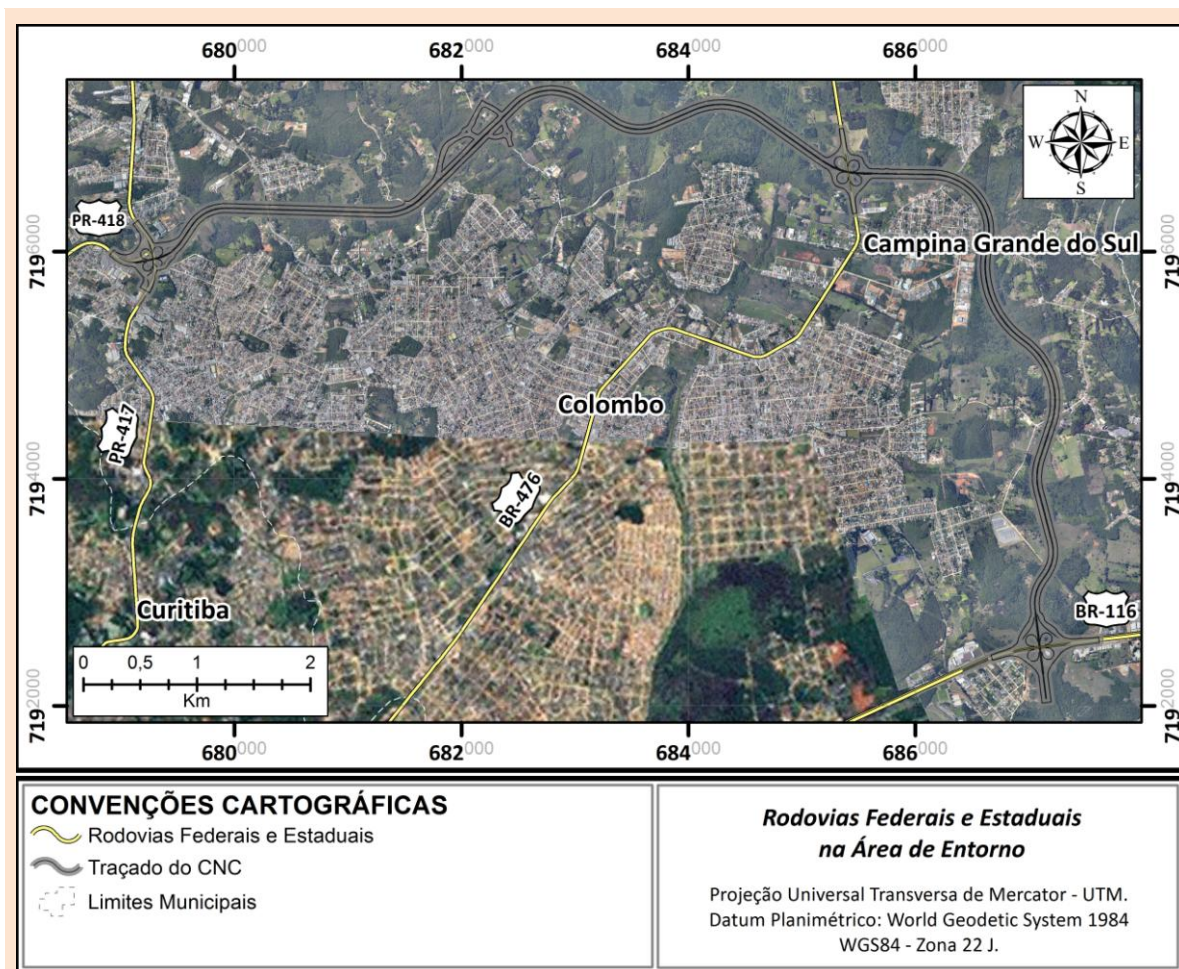 680000 682000 684000 686000
N
W E
S
PR-418
Campina Grande do Sul
7196000 7196000
Colombo
PR-417
7194000 7194000
BR-476
Curitiba
BR-116
0 0,5 1 2
Km
7192000 7192000
680000 682000 684000 686000
CONVENÇÕES CARTOGRÁFICAS
Rodovias Federais e Estaduais
Traçado do CNC
Limites Municipais
Rodovias Federais e Estaduais
na Área de Entorno
Projeção Universal Transversa de Mercator - UTM.
Datum Planimétrico: World Geodetic System 1984
WGS84 - Zona 22 J.